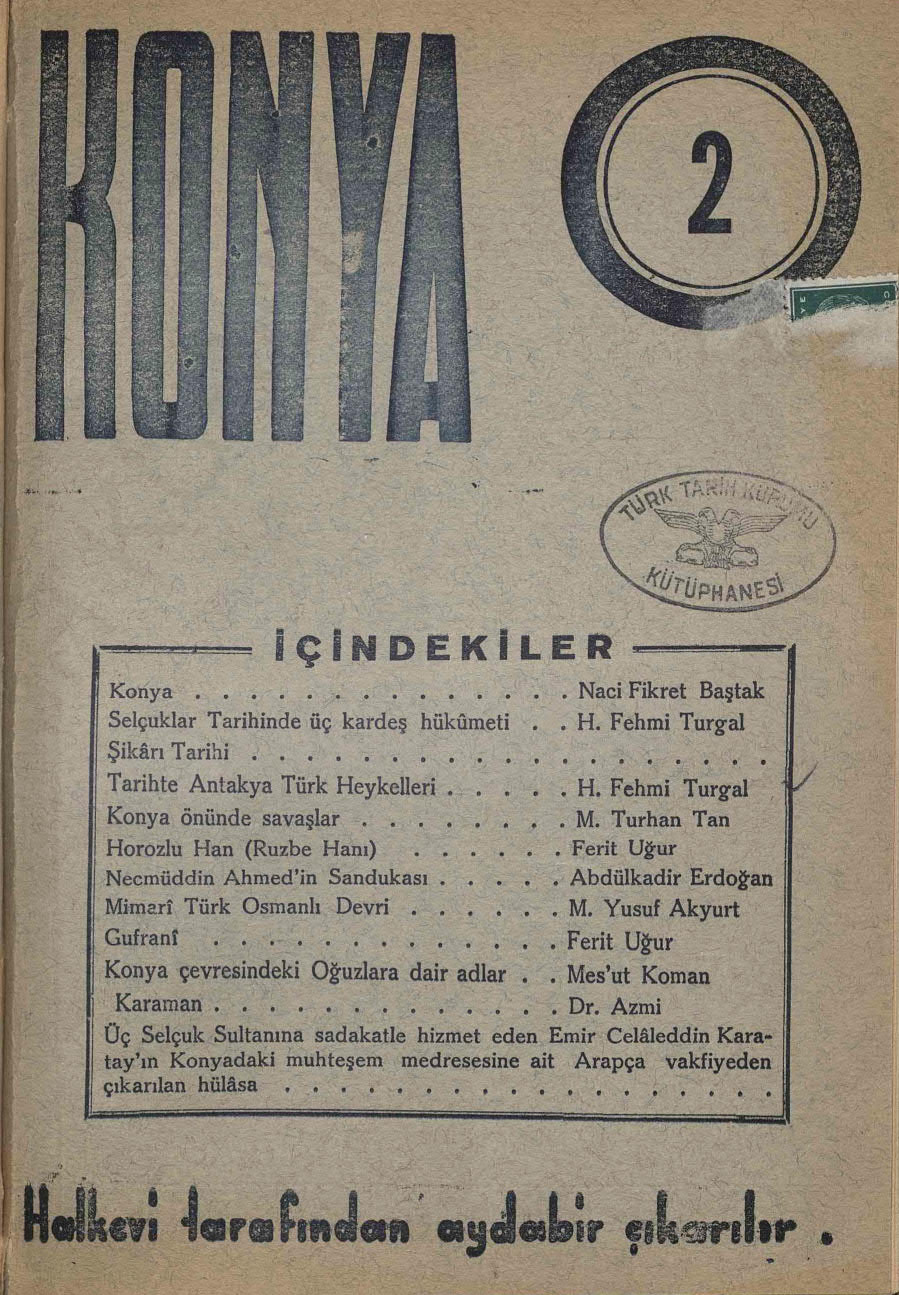 KONYA
2
TÜRK TARİH KURUMU
KÜTÜPHANESİ
İÇİNDEKİLER
Konya . . . . . . . . . . . . . . Naci Fikret Baştak
Selçuklar Tarihinde üç kardeş hükûmeti . . H. Fehmi Turgal
Şikârı Tarihi . . . . . . . . . . . . . . . . . . .
Tarihte Antakya Türk Heykelleri . . . . . H. Fehmi Turgal
Konya önünde savaşlar . . . . . . . . M. Turhan Tan
Horozlu Han (Ruzbe Hanı) . . . . . . Ferit Uğur
Necmüddin Ahmed'in Sandukası . . . . . Abdülkadir Erdoğan
Mimarî Türk Osmanlı Devri . . . . . . M. Yusuf Akyurt
Gufranî . . . . . . . . . . . . . Ferit Uğur
Konya çevresindeki Oğuzlara dair adlar . . Mes'ut Koman
Karaman . . . . . . . . . . . . . Dr. Azmi
Üç Selçuk Sultanına sadakatle hizmet eden Emir Celâleddin Kara-
tay'ın Konyadaki muhteşem medresesine ait Arapça vakfiyeden
çıkarılan hülâsa . . . . . . . . . . . . . . . . . .
Halkevi tarafından aydabir çıkarılır .